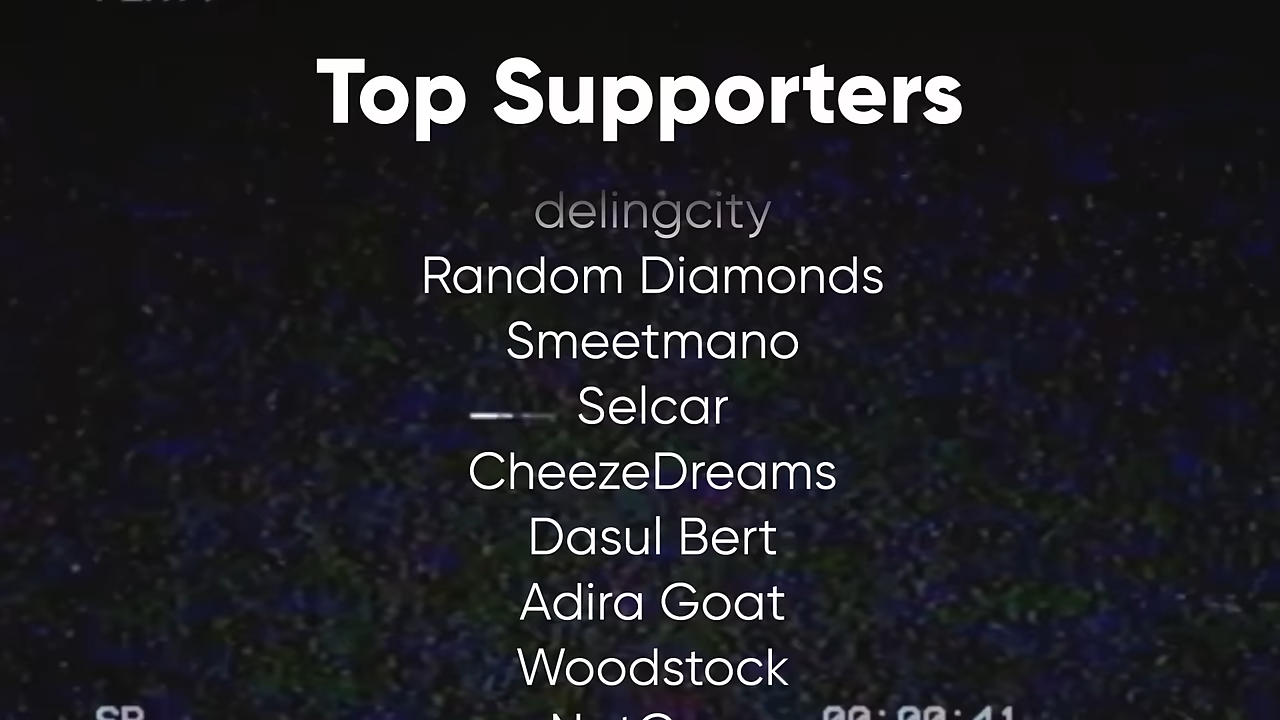 Top Supporters
delingcity
Random Diamonds
Smeetmano
Selcar
CheezeDreams
Dasul Bert
Adira Goat
Woodstock
SP 00:00:41